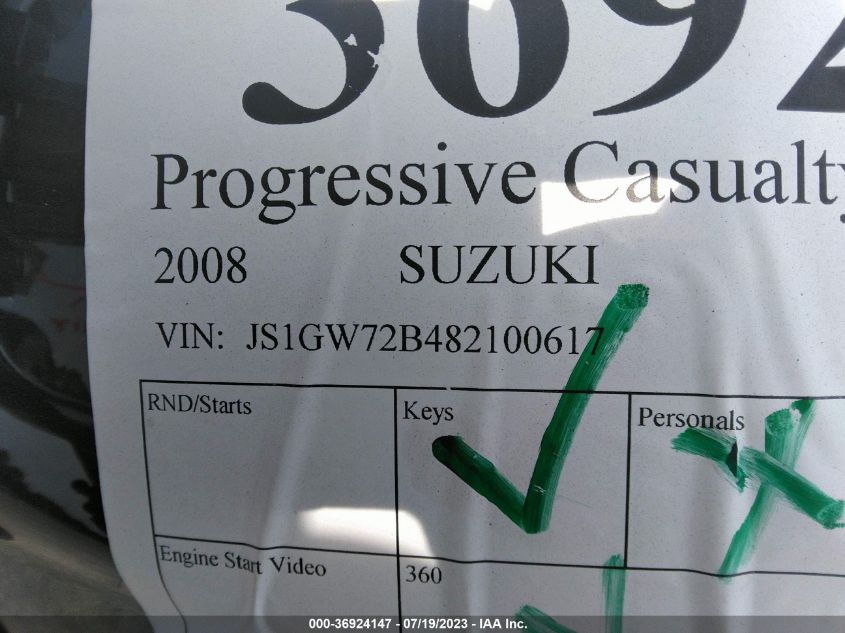 3692
Progressive Casualty
2008 SUZUKI
VIN: JS1GW72B482100617
RND/Starts Keys Personals
Engine Start Video 360
000-36924147 - 07/19/2023 - IAA Inc.